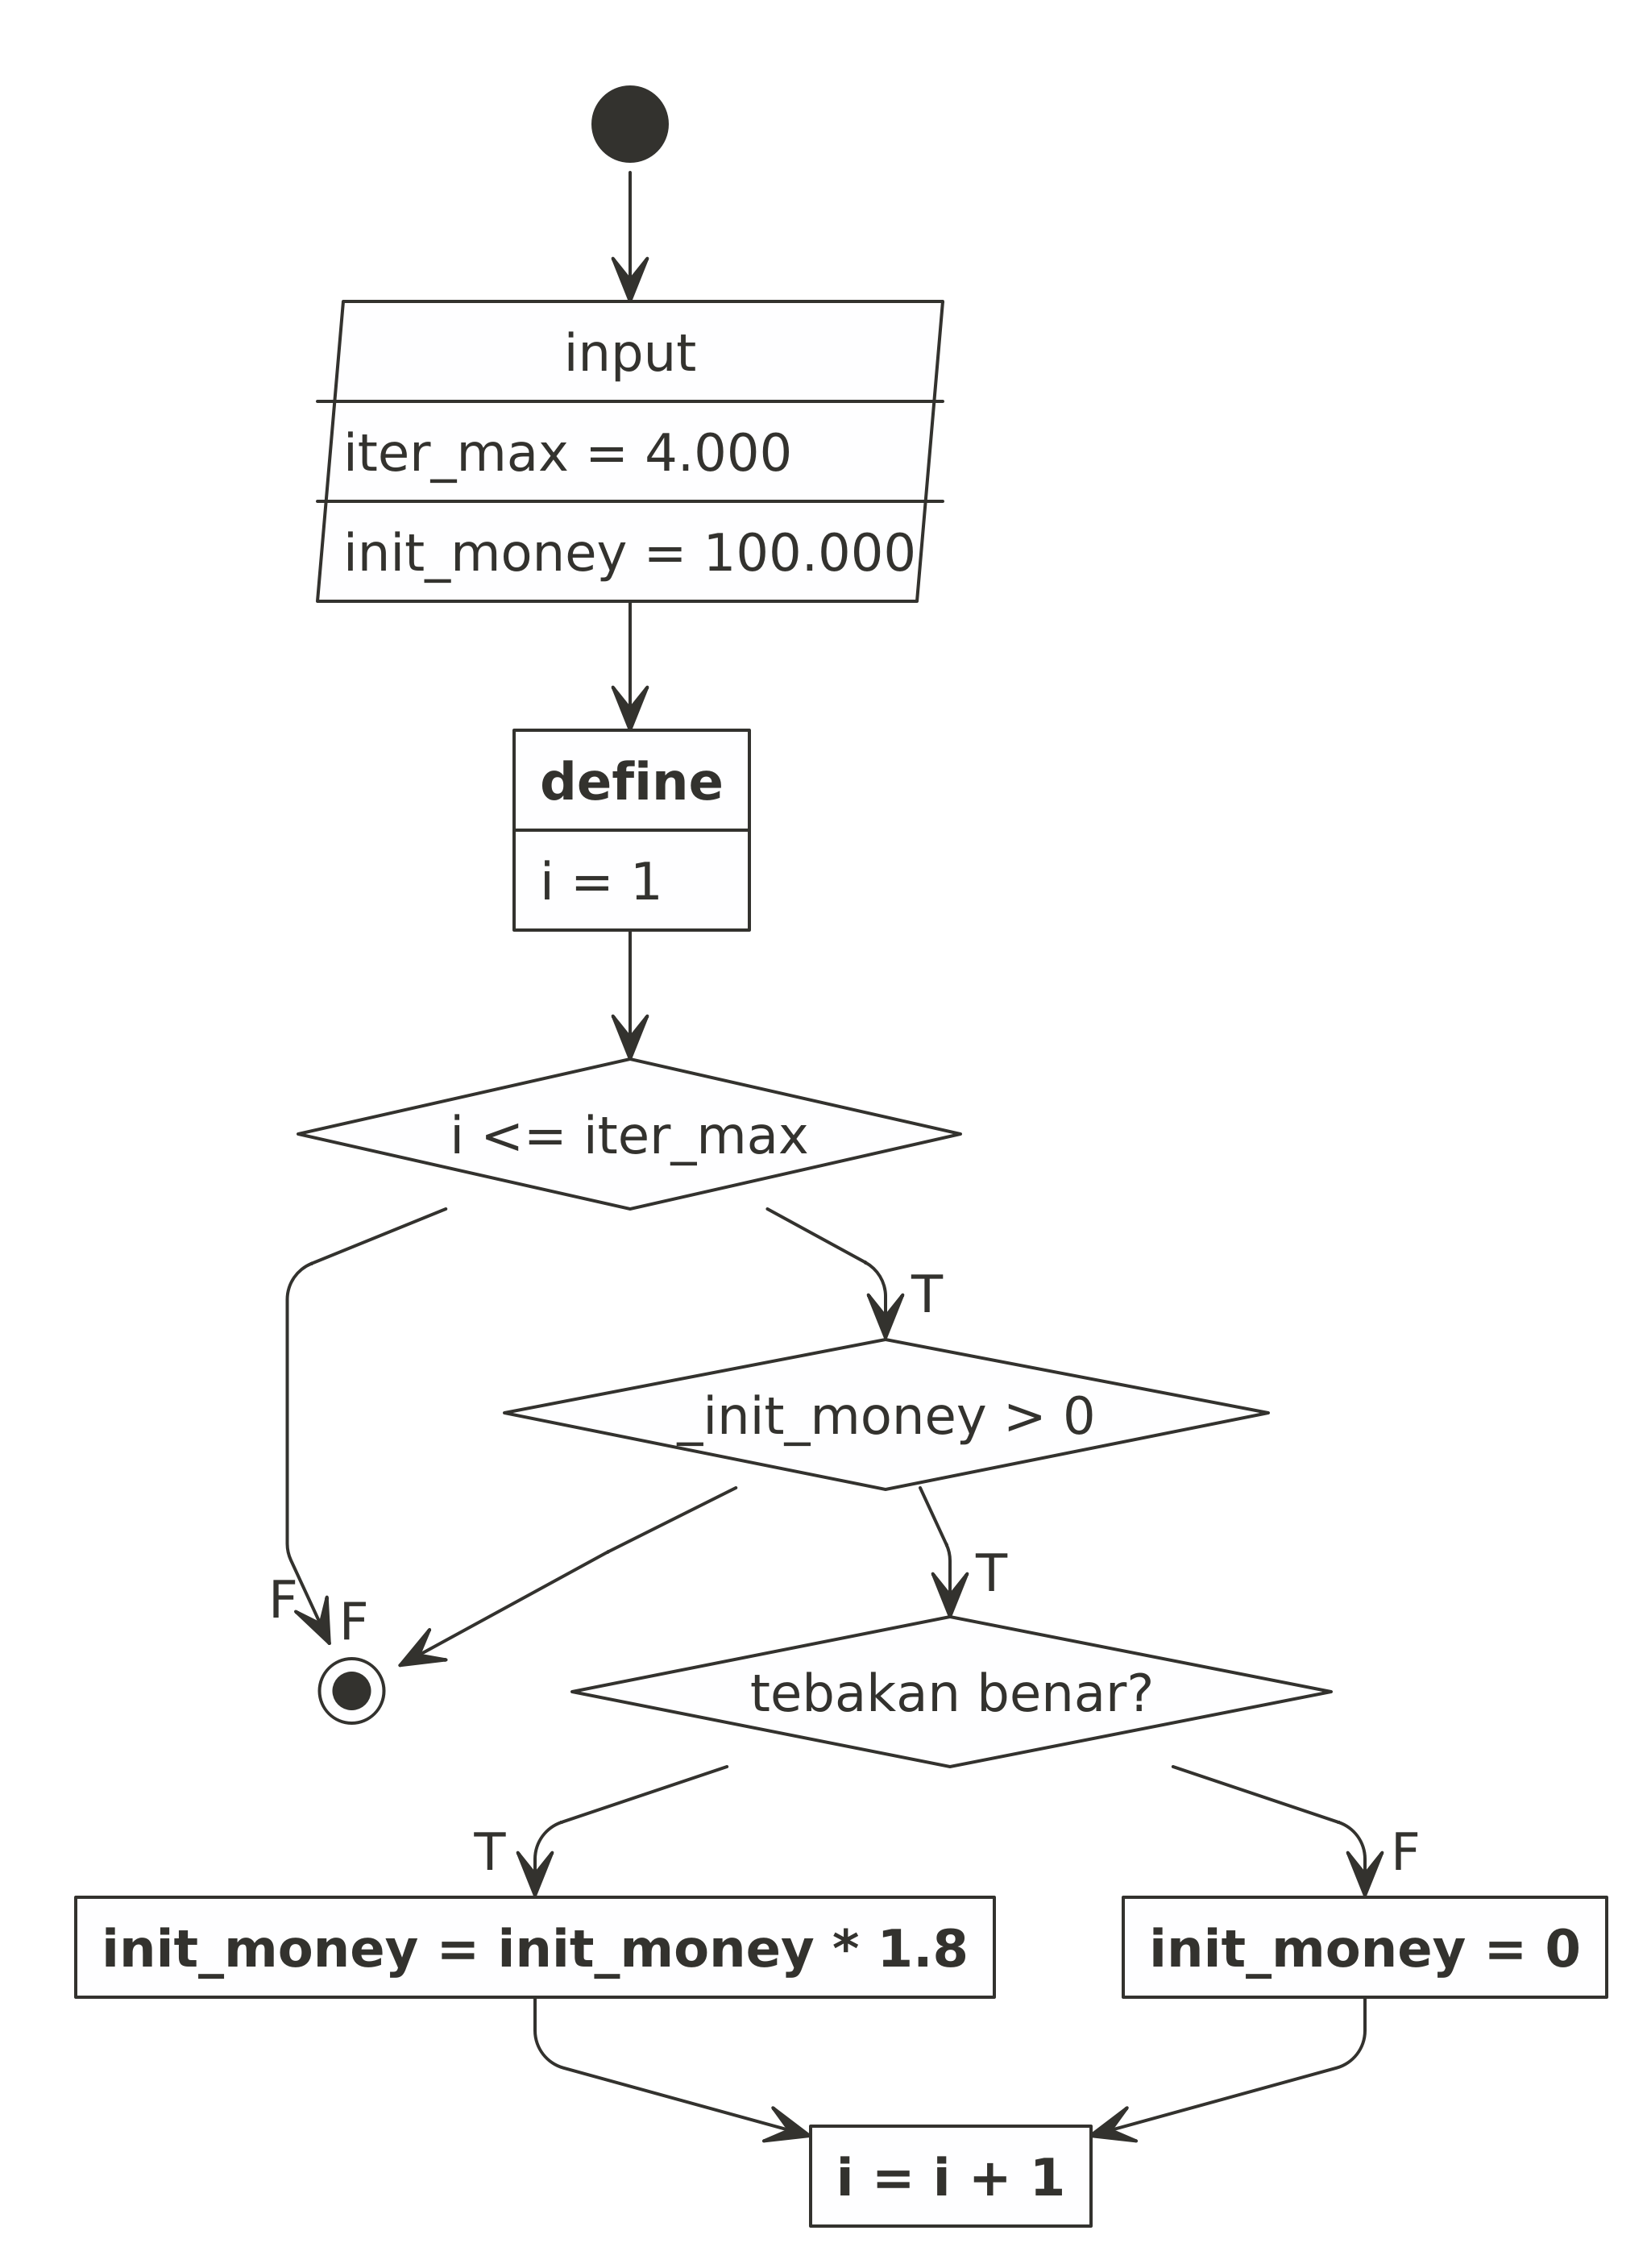 input
iter_max = 4.000
init_money = 100.000
define
i = 1
i <= iter_max
T
_init_money > 0
T
F
F
tebakan benar?
T
F
init_money = init_money * 1.8
init_money = 0
i = i + 1